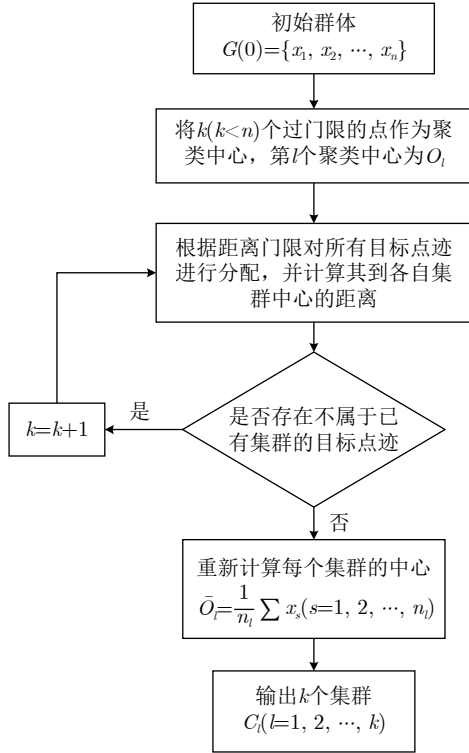 初始群体
G(0)={x₁, x₂, ⋯, xₙ}
将k(k<n)个过门限的点作为聚
类中心，第l个聚类中心为Oₗ
根据距离门限对所有目标点迹
进行分配，并计算其到各自集
群中心的距离
是否存在不属于已
有集群的目标点迹
是
k=k+1
否
重新计算每个集群的中心
Ōₗ=1/nₗ ∑ xₛ(s=1, 2, ⋯, nₗ)
输出k个集群
Cₗ(l=1, 2, ⋯, k)